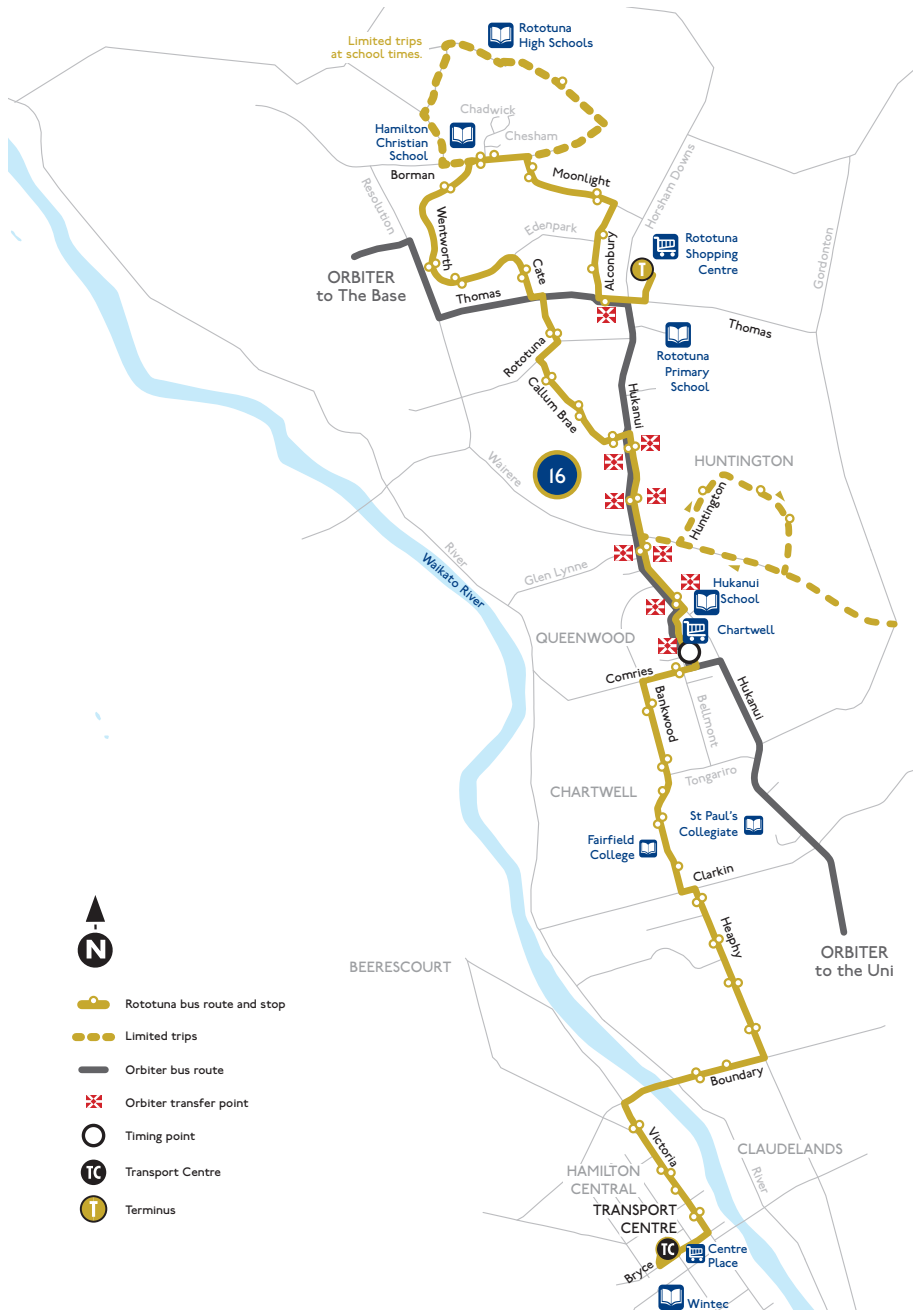 Rototuna
High Schools
Limited trips
at school times.
Chadwick
Hamilton
Christian
School
Chesham
Borman
Moonlight
Resolution
Horsham Downs
Wentworth
Edenpark
Rototuna
Shopping
Centre
T
Gordonton
Cate
Alconbury
ORBITER
to The Base
Thomas
Thomas
Rototuna
Rototuna
Primary
School
Callum Brae
Hukanui
HUNTINGTON
Wairere
16
Huntington
River
Glen Lynne
Waikato River
Hukanui
School
Chartwell
QUEENWOOD
Comries
Bankwood
Bellmont
Hukanui
Tongariro
CHARTWELL
St Paul's
Collegiate
Fairfield
College
Clarkin
Heaphy
N
ORBITER
to the Uni
BEERESCOURT
Rototuna bus route and stop
Limited trips
Orbiter bus route
Orbiter transfer point
Timing point
TC
Transport Centre
T
Terminus
Boundary
Victoria
CLAUDELANDS
HAMILTON
CENTRAL
River
TRANSPORT
CENTRE
TC
Centre
Place
Bryce
Wintec